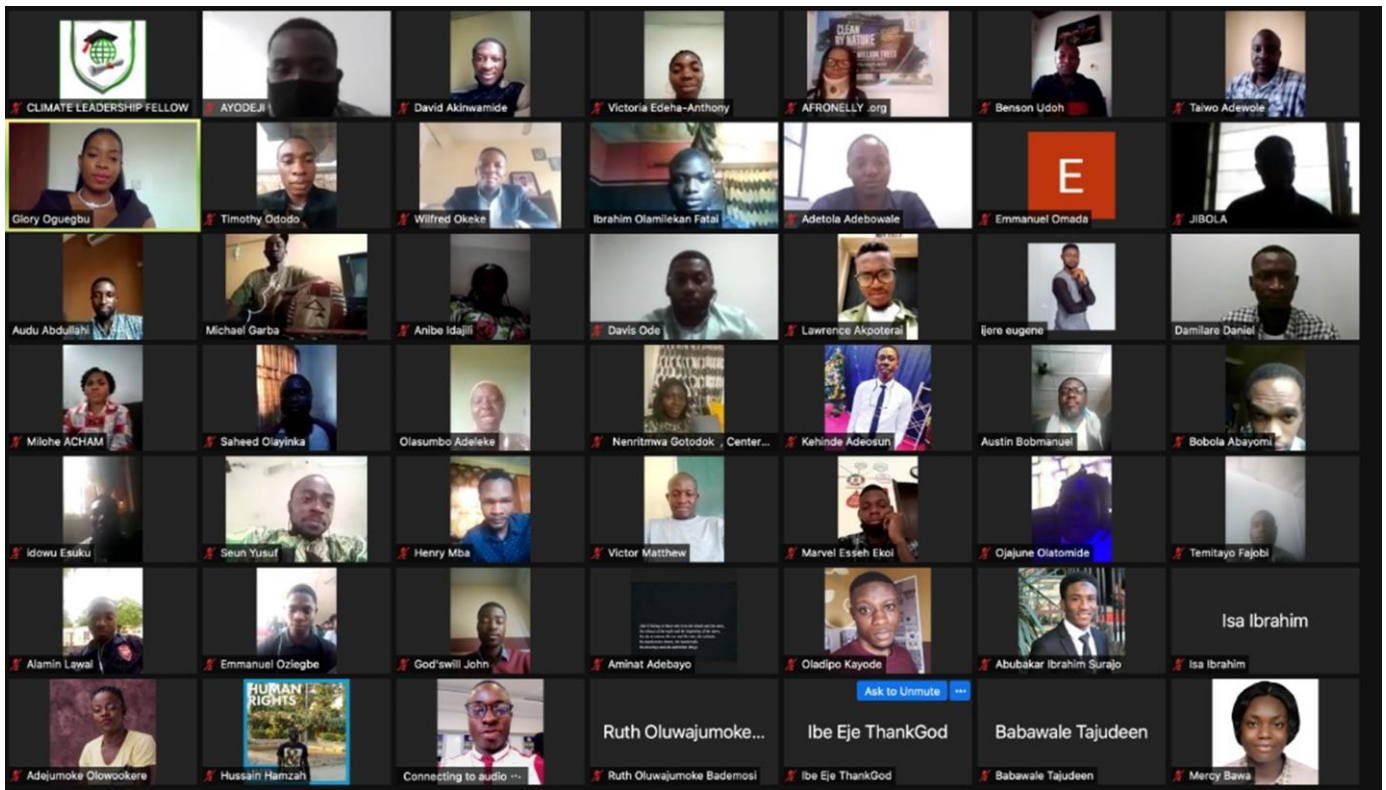 CLIMATE LEADERSHIP FELLOW
AYODEJI
David Akinwamide
Victoria Edeha-Anthony
CLEAN
BY NATURE
MILLION TREES
AFRONELLY .org
Benson Udoh
Taiwo Adewole
Glory Oguegbu
Timothy Ododo
Wilfred Okeke
Ibrahim Olamilekan Fatai
Adetola Adebowale
E
Emmanuel Omada
JIBOLA
Audu Abdullahi
Michael Garba
Anibe Idajili
Davis Ode
Lawrence Akpoterai
ijere eugene
Damilare Daniel
Milohe ACHAM
Saheed Olayinka
Olasumbo Adeleke
Nenritmwa Gotodok , Center...
Kehinde Adeosun
Austin Bobmanuel
Bobola Abayomi
idowu Esuku
Seun Yusuf
Henry Mba
Victor Matthew
Marvel Esseh Ekoi
Ojajune Olatomide
Temitayo Fajobi
Alamin Lawal
Emmanuel Oziegbe
God'swill John
Aminat Adebayo
Oladipo Kayode
Abubakar Ibrahim Surajo
Isa Ibrahim
Isa Ibrahim
Adejumoke Olowookere
HUMAN
RIGHTS
Hussain Hamzah
Connecting to audio ···
Ruth Oluwajumoke...
Ruth Oluwajumoke Bademosi
Ask to Unmute ···
Ibe Eje ThankGod
Ibe Eje ThankGod
Babawale Tajudeen
Babawale Tajudeen
Mercy Bawa